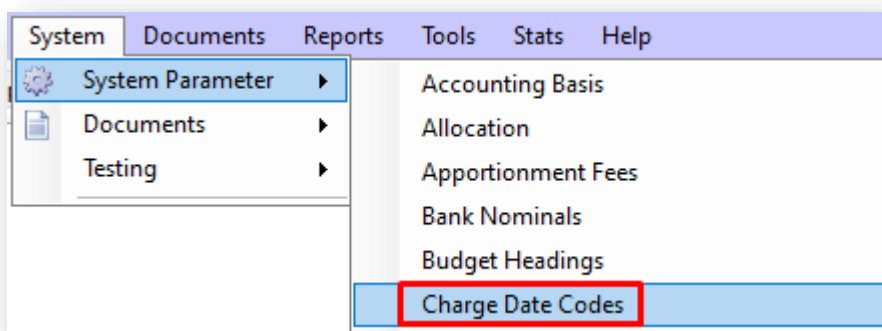 System Documents Reports Tools Stats Help
System Parameter
Documents
Testing
Accounting Basis
Allocation
Apportionment Fees
Bank Nominals
Budget Headings
Charge Date Codes